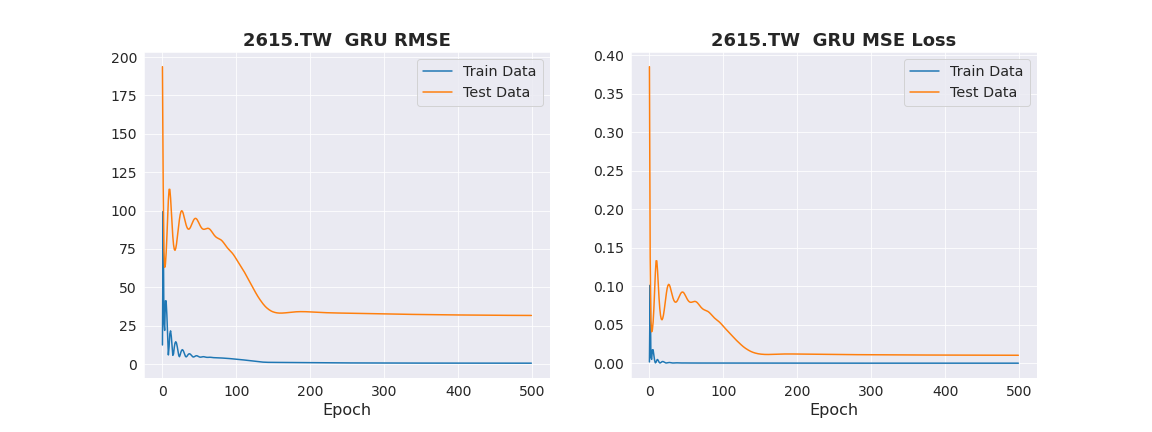 2615.TW  GRU RMSE
200
175
150
125
100
75
50
25
0
Train Data
Test Data
0 100 200 300 400 500
Epoch
2615.TW  GRU MSE Loss
0.40
0.35
0.30
0.25
0.20
0.15
0.10
0.05
0.00
Train Data
Test Data
0 100 200 300 400 500
Epoch